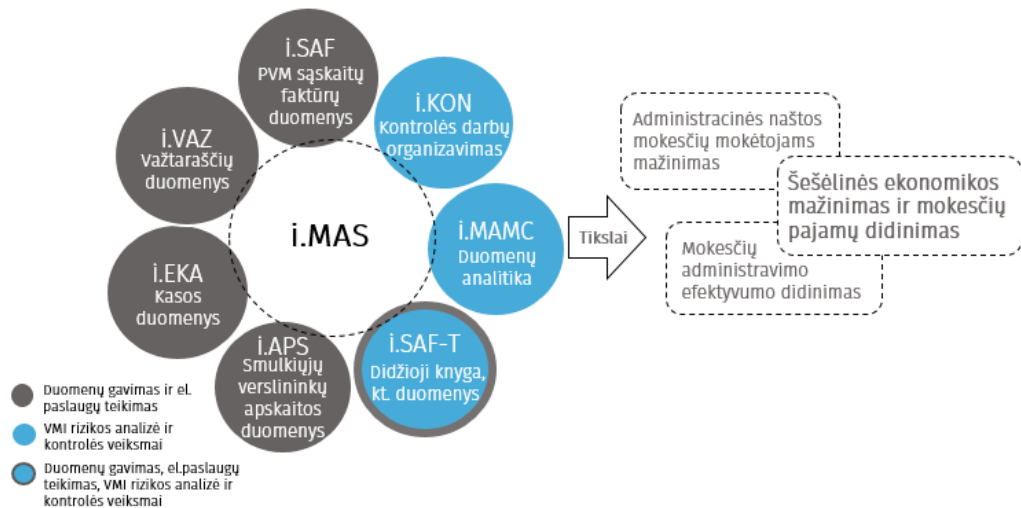 i.SAF
PVM sąskaitų
faktūrų
duomenys
i.KON
Kontrolės darbų
organizavimas
i.VAZ
Važtaraščių
duomenys
i.MAS
i.MAMC
Duomenų
analitika
i.EKA
Kasos
duomenys
i.APS
Smulkiųjų
verslininkų
apskaitos
duomenys
i.SAF-T
Didžioji knyga,
kt. duomenys
Tikslai
Administracinės naštos
mokesčių mokėtojams
mažinimas
Šešėlinės ekonomikos
mažinimas ir mokesčių
pajamų didinimas
Mokesčių
administravimo
efektyvumo didinimas
Duomenų gavimas ir el.
paslaugų teikimas
VMI rizikos analizė ir
kontrolės veiksmai
Duomenų gavimas, el.paslaugų
teikimas, VMI rizikos analizė ir
kontrolės veiksmai